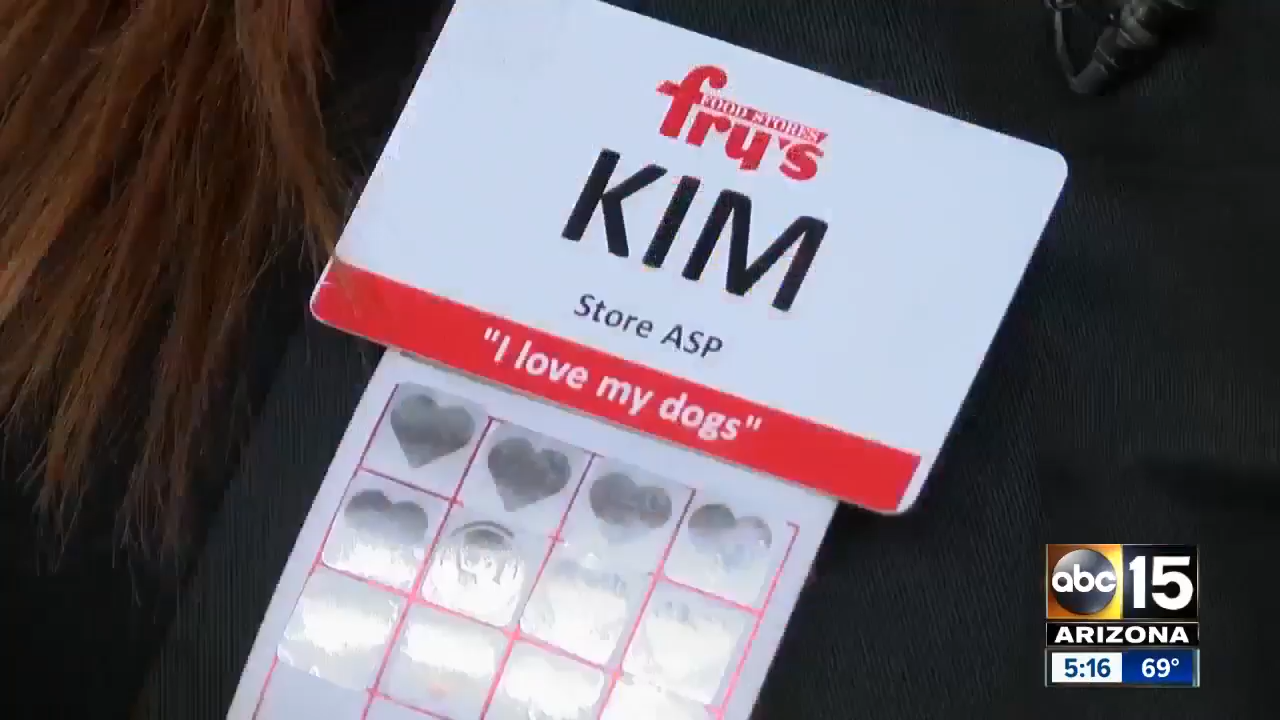 fry's
FOOD STORES
KIM
Store ASP
"I love my dogs"
abc 15
ARIZONA
5:16 69°